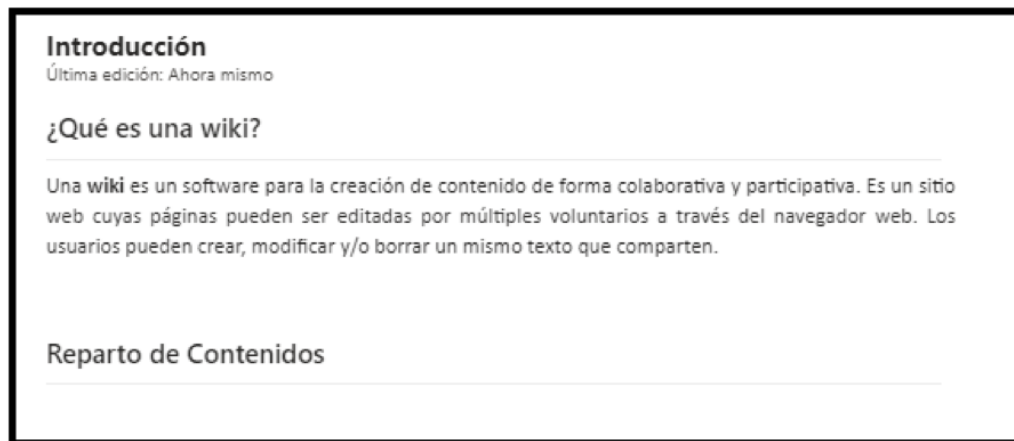 Introducción
Última edición: Ahora mismo
¿Qué es una wiki?
Una wiki es un software para la creación de contenido de forma colaborativa y participativa. Es un sitio
web cuyas páginas pueden ser editadas por múltiples voluntarios a través del navegador web. Los
usuarios pueden crear, modificar y/o borrar un mismo texto que comparten.
Reparto de Contenidos